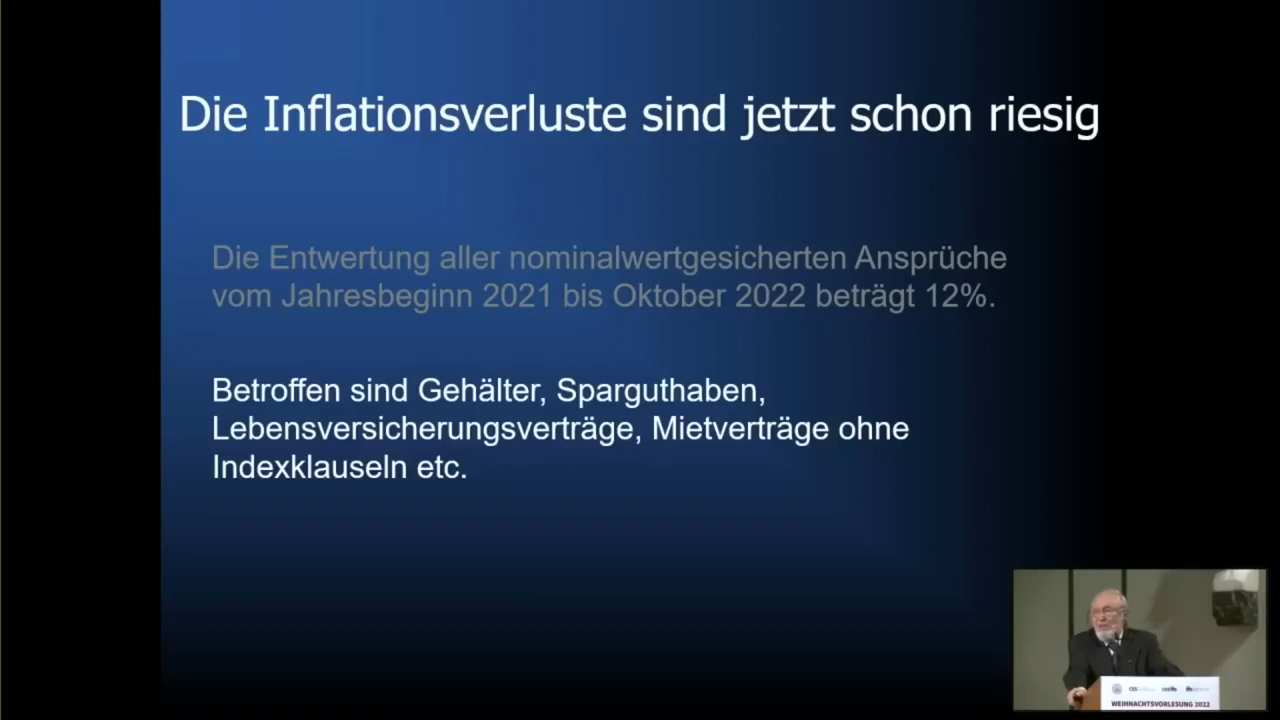 Die Inflationsverluste sind jetzt schon riesig
Die Entwertung aller nominalwertgesicherten Ansprüche
vom Jahresbeginn 2021 bis Oktober 2022 beträgt 12%.
Betroffen sind Gehälter, Sparguthaben,
Lebensversicherungsverträge, Mietverträge ohne
Indexklauseln etc.
WEIHNACHTSVORLESUNG 2022